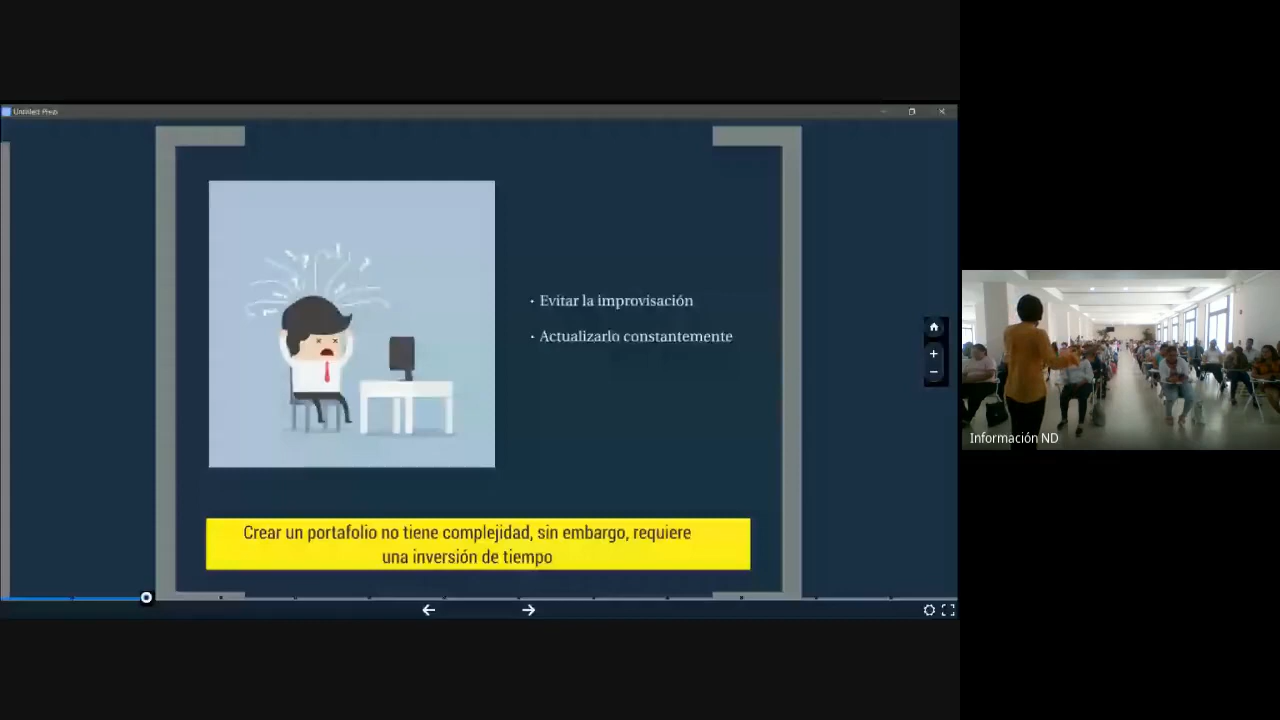 Untitled Prezi
• Evitar la improvisación
• Actualizarlo constantemente
Crear un portafolio no tiene complejidad, sin embargo, requiere
una inversión de tiempo
Información ND